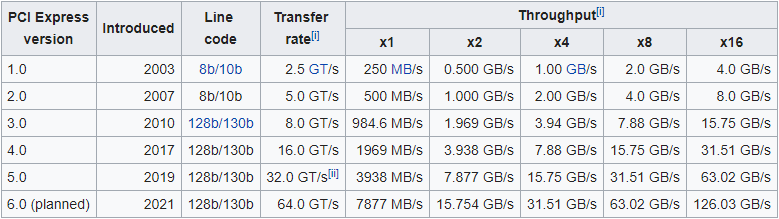 PCI Express version Introduced Line code Transfer rate[i] Throughput[i]
x1 x2 x4 x8 x16
1.0 2003 8b/10b 2.5 GT/s 250 MB/s 0.500 GB/s 1.00 GB/s 2.0 GB/s 4.0 GB/s
2.0 2007 8b/10b 5.0 GT/s 500 MB/s 1.000 GB/s 2.00 GB/s 4.0 GB/s 8.0 GB/s
3.0 2010 128b/130b 8.0 GT/s 984.6 MB/s 1.969 GB/s 3.94 GB/s 7.88 GB/s 15.75 GB/s
4.0 2017 128b/130b 16.0 GT/s 1969 MB/s 3.938 GB/s 7.88 GB/s 15.75 GB/s 31.51 GB/s
5.0 2019 128b/130b 32.0 GT/s[ii] 3938 MB/s 7.877 GB/s 15.75 GB/s 31.51 GB/s 63.02 GB/s
6.0 (planned) 2021 128b/130b 64.0 GT/s 7877 MB/s 15.754 GB/s 31.51 GB/s 63.02 GB/s 126.03 GB/s